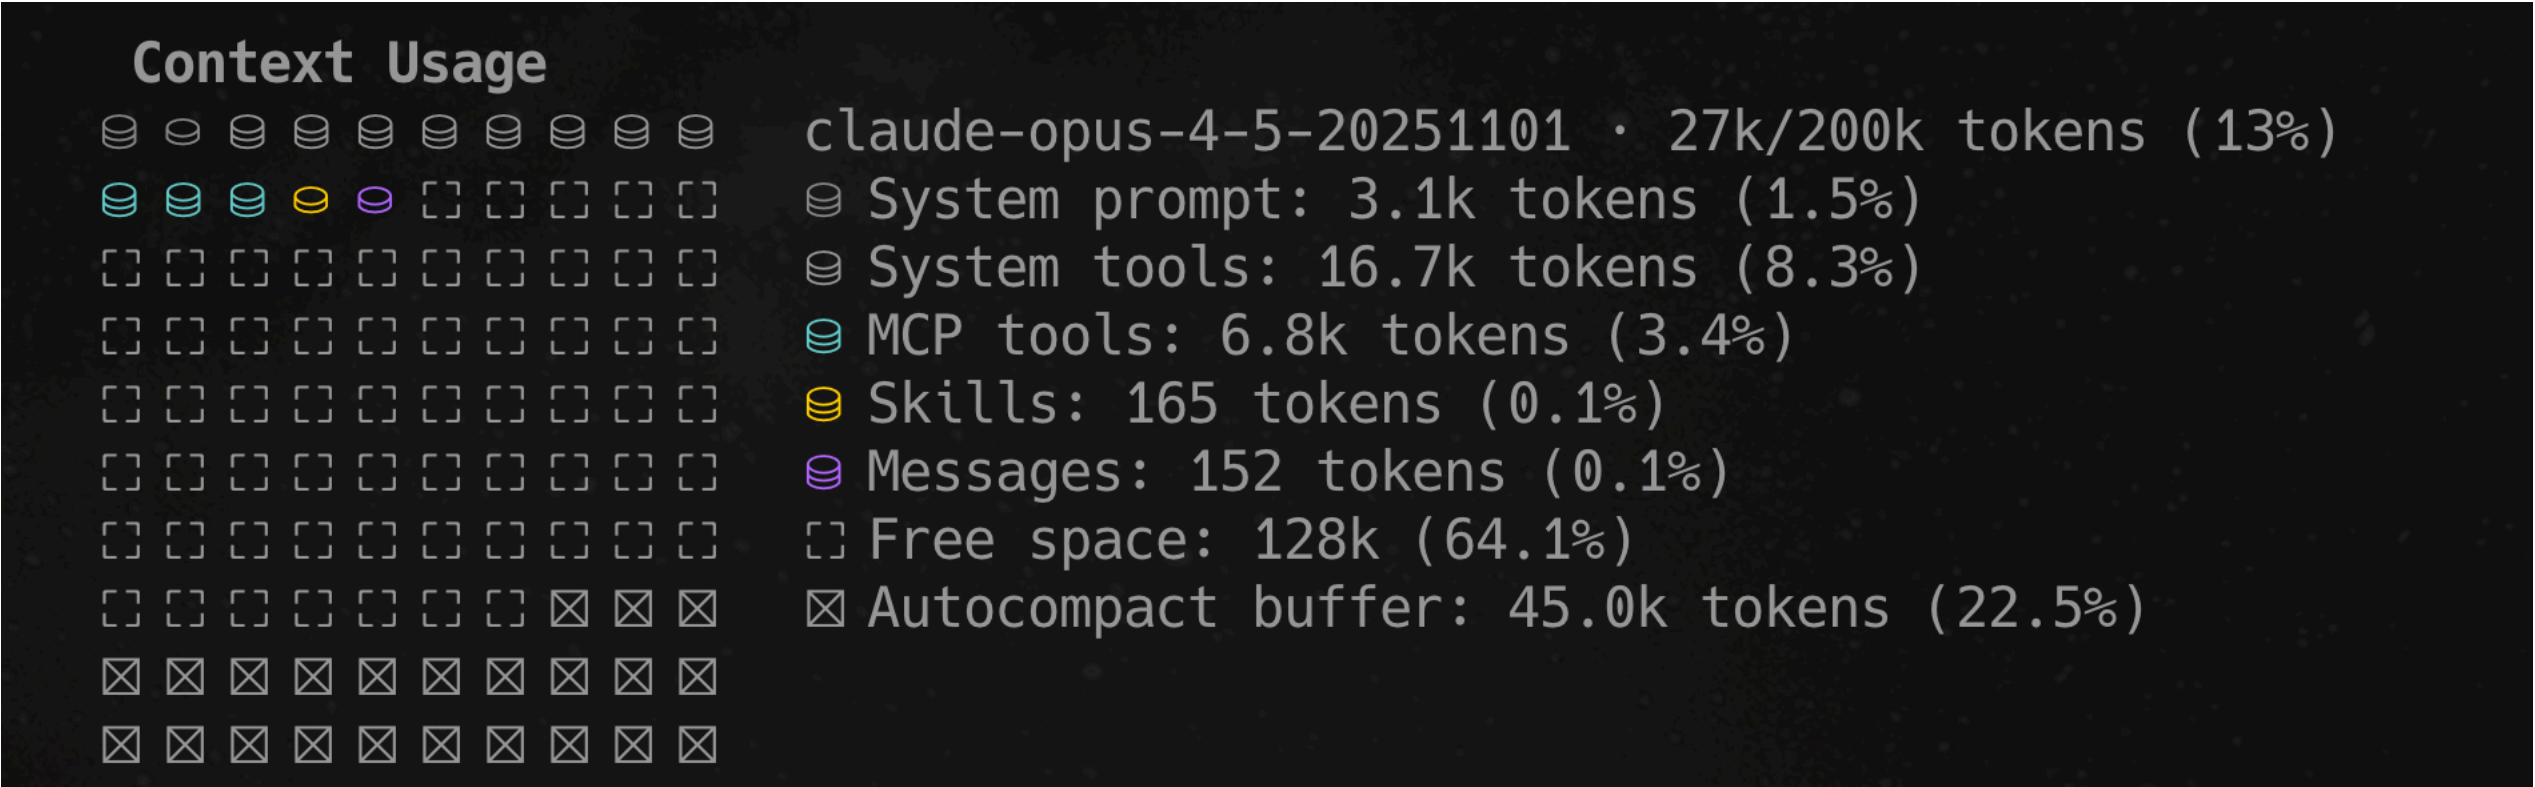 Context Usage
claude-opus-4-5-20251101 · 27k/200k tokens (13%)
System prompt: 3.1k tokens (1.5%)
System tools: 16.7k tokens (8.3%)
MCP tools: 6.8k tokens (3.4%)
Skills: 165 tokens (0.1%)
Messages: 152 tokens (0.1%)
Free space: 128k (64.1%)
Autocompact buffer: 45.0k tokens (22.5%)